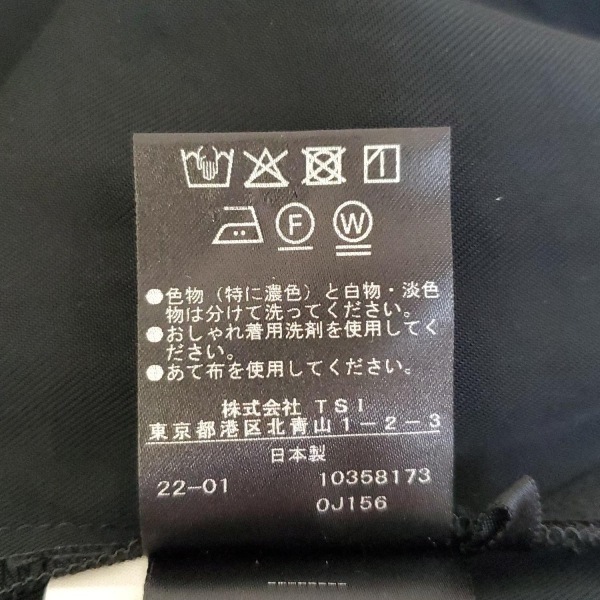 F W
●色物(特に濃色)と白物・淡色
物は分けて洗ってください。
●おしゃれ着用洗剤を使用してく
ださい。
●あて布を使用してください。
株式会社 TSI
東京都港区北青山1-2-3
日本製
22-01 10358173
0J156